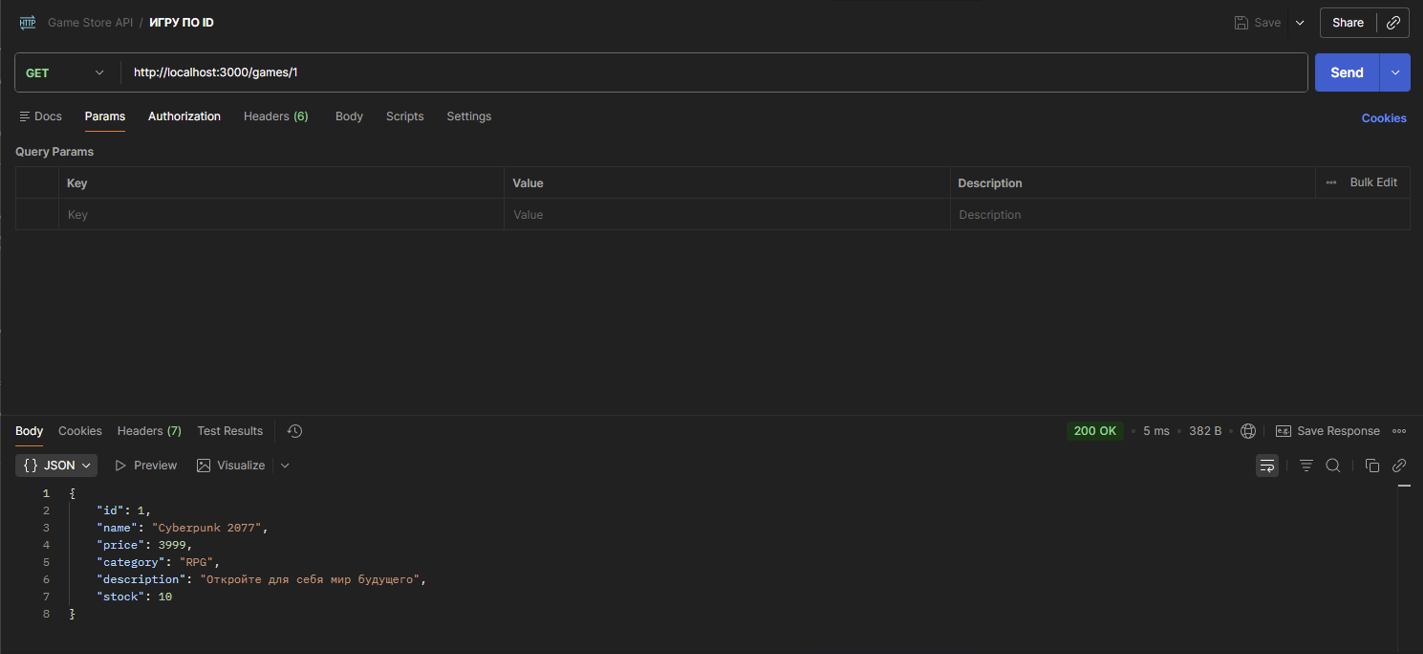 HTTP Game Store API / ИГРУ ПО ID Save Share
GET http://localhost:3000/games/1 Send
Docs Params Authorization Headers (6) Body Scripts Settings Cookies
Query Params
Key Value Description ••• Bulk Edit
Key Value Description
Body Cookies Headers (7) Test Results 200 OK • 5 ms • 382 B • e.g. Save Response •••
{} JSON Preview Visualize
1 {
2 "id": 1,
3 "name": "Cyberpunk 2077",
4 "price": 3999,
5 "category": "RPG",
6 "description": "Откройте для себя мир будущего",
7 "stock": 10
8 }